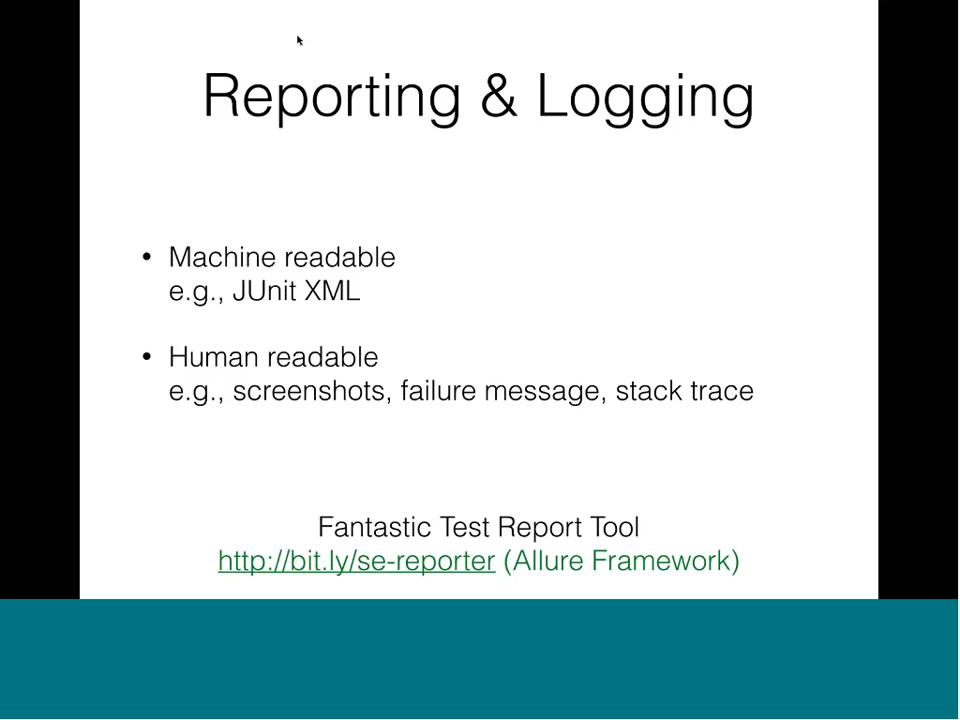 Reporting & Logging
• Machine readable
e.g., JUnit XML
• Human readable
e.g., screenshots, failure message, stack trace
Fantastic Test Report Tool
http://bit.ly/se-reporter (Allure Framework)